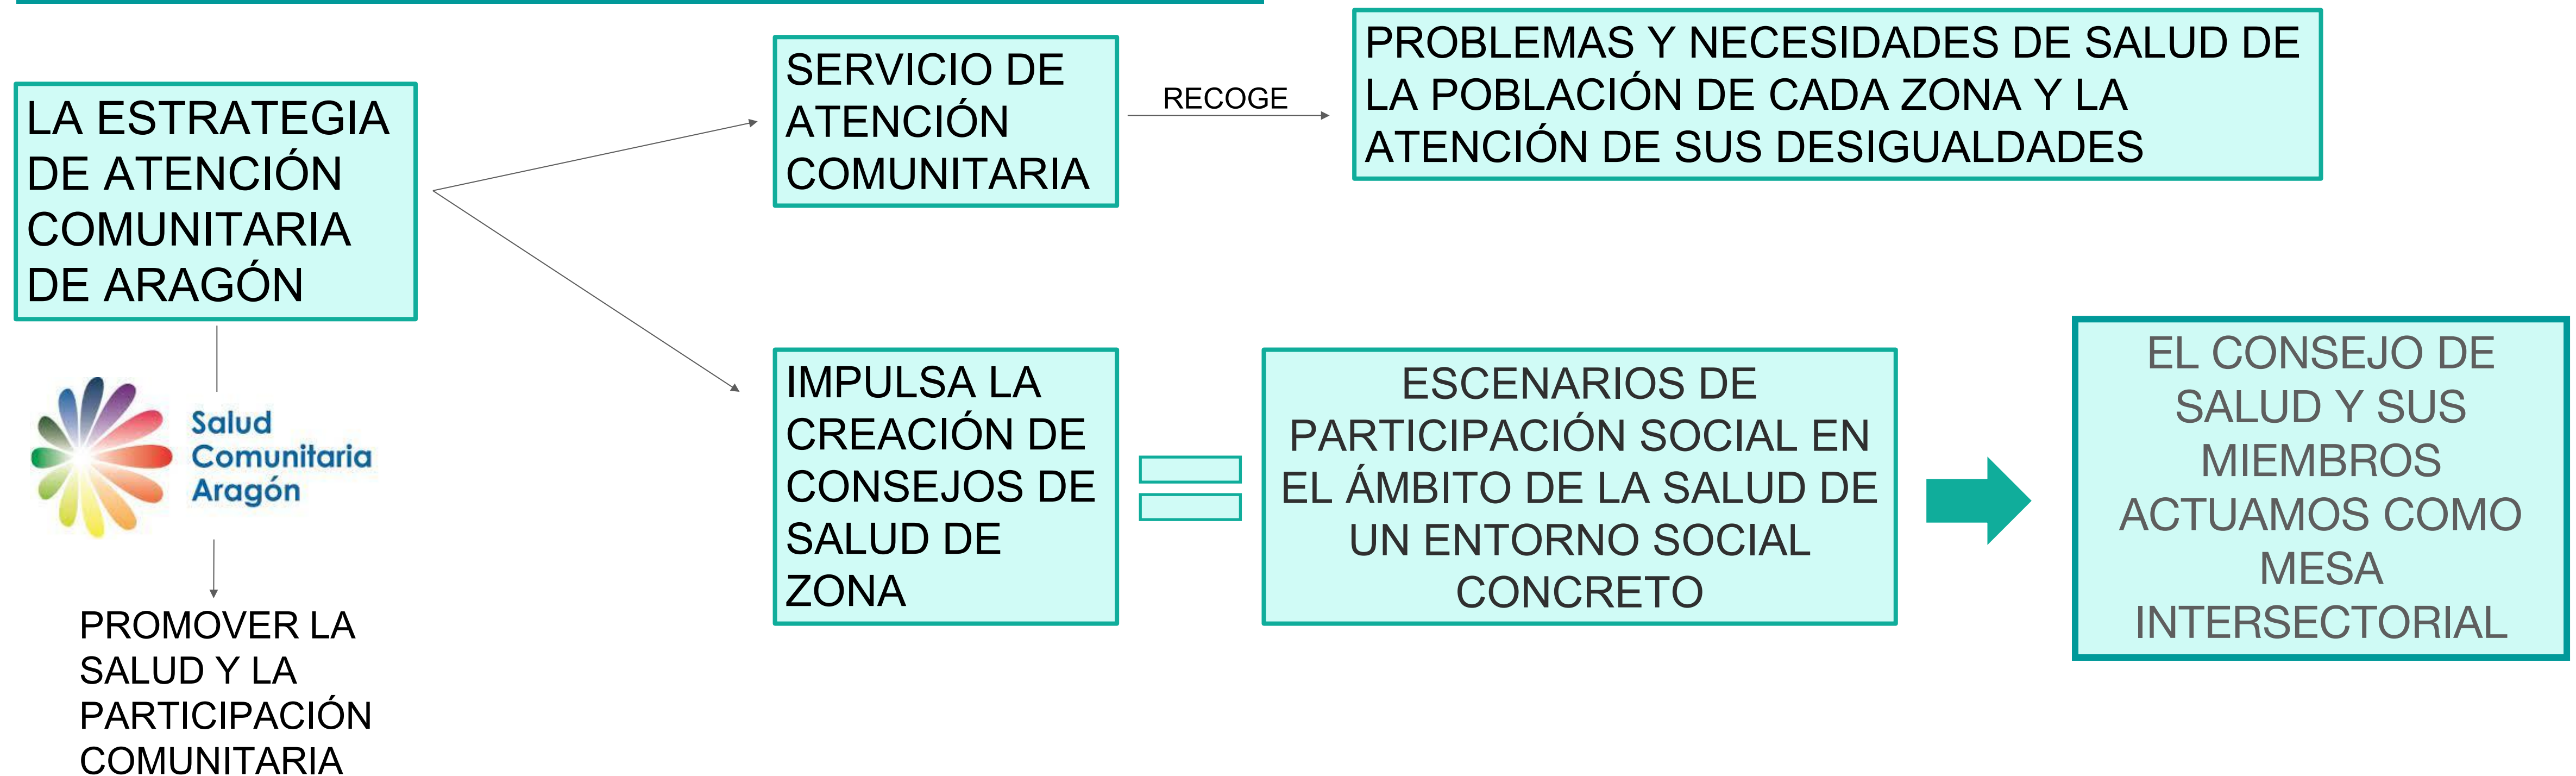 LA ESTRATEGIA
DE ATENCIÓN
COMUNITARIA
DE ARAGÓN
Salud
Comunitaria
Aragón
PROMOVER LA
SALUD Y LA
PARTICIPACIÓN
COMUNITARIA
SERVICIO DE
ATENCIÓN
COMUNITARIA
RECOGE
PROBLEMAS Y NECESIDADES DE SALUD DE
LA POBLACIÓN DE CADA ZONA Y LA
ATENCIÓN DE SUS DESIGUALDADES
IMPULSA LA
CREACIÓN DE
CONSEJOS DE
SALUD DE
ZONA
ESCENARIOS DE
PARTICIPACIÓN SOCIAL EN
EL ÁMBITO DE LA SALUD DE
UN ENTORNO SOCIAL
CONCRETO
EL CONSEJO DE
SALUD Y SUS
MIEMBROS
ACTUAMOS COMO
MESA
INTERSECTORIAL